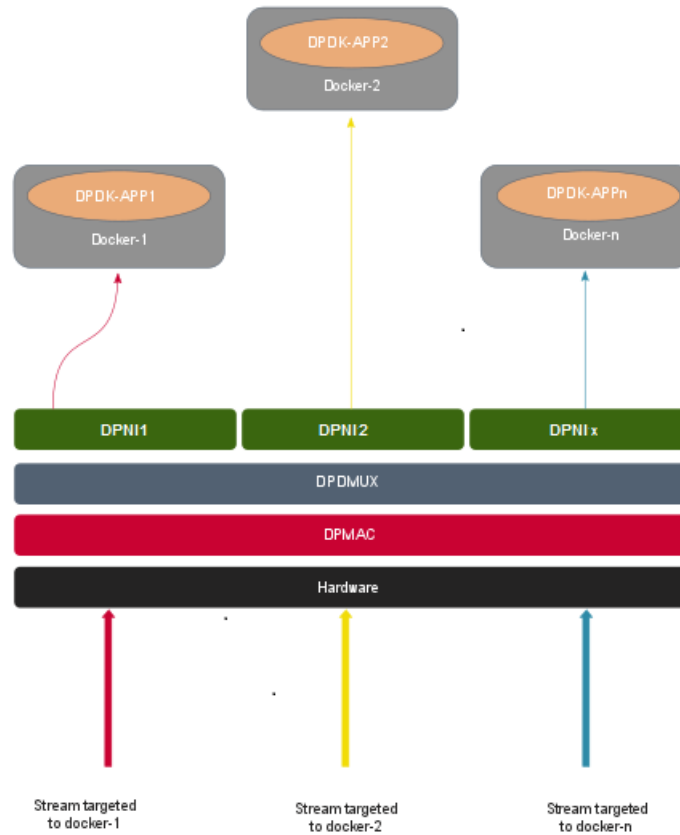 DPDK-APP2
Docker-2
DPDK-APP1
Docker-1
DPDK-APPn
Docker-n
DPNI1
DPNI2
DPNIx
DPDMUX
DPMAC
Hardware
Stream targeted
to docker-1
Stream targeted
to docker-2
Stream targeted
to docker-n